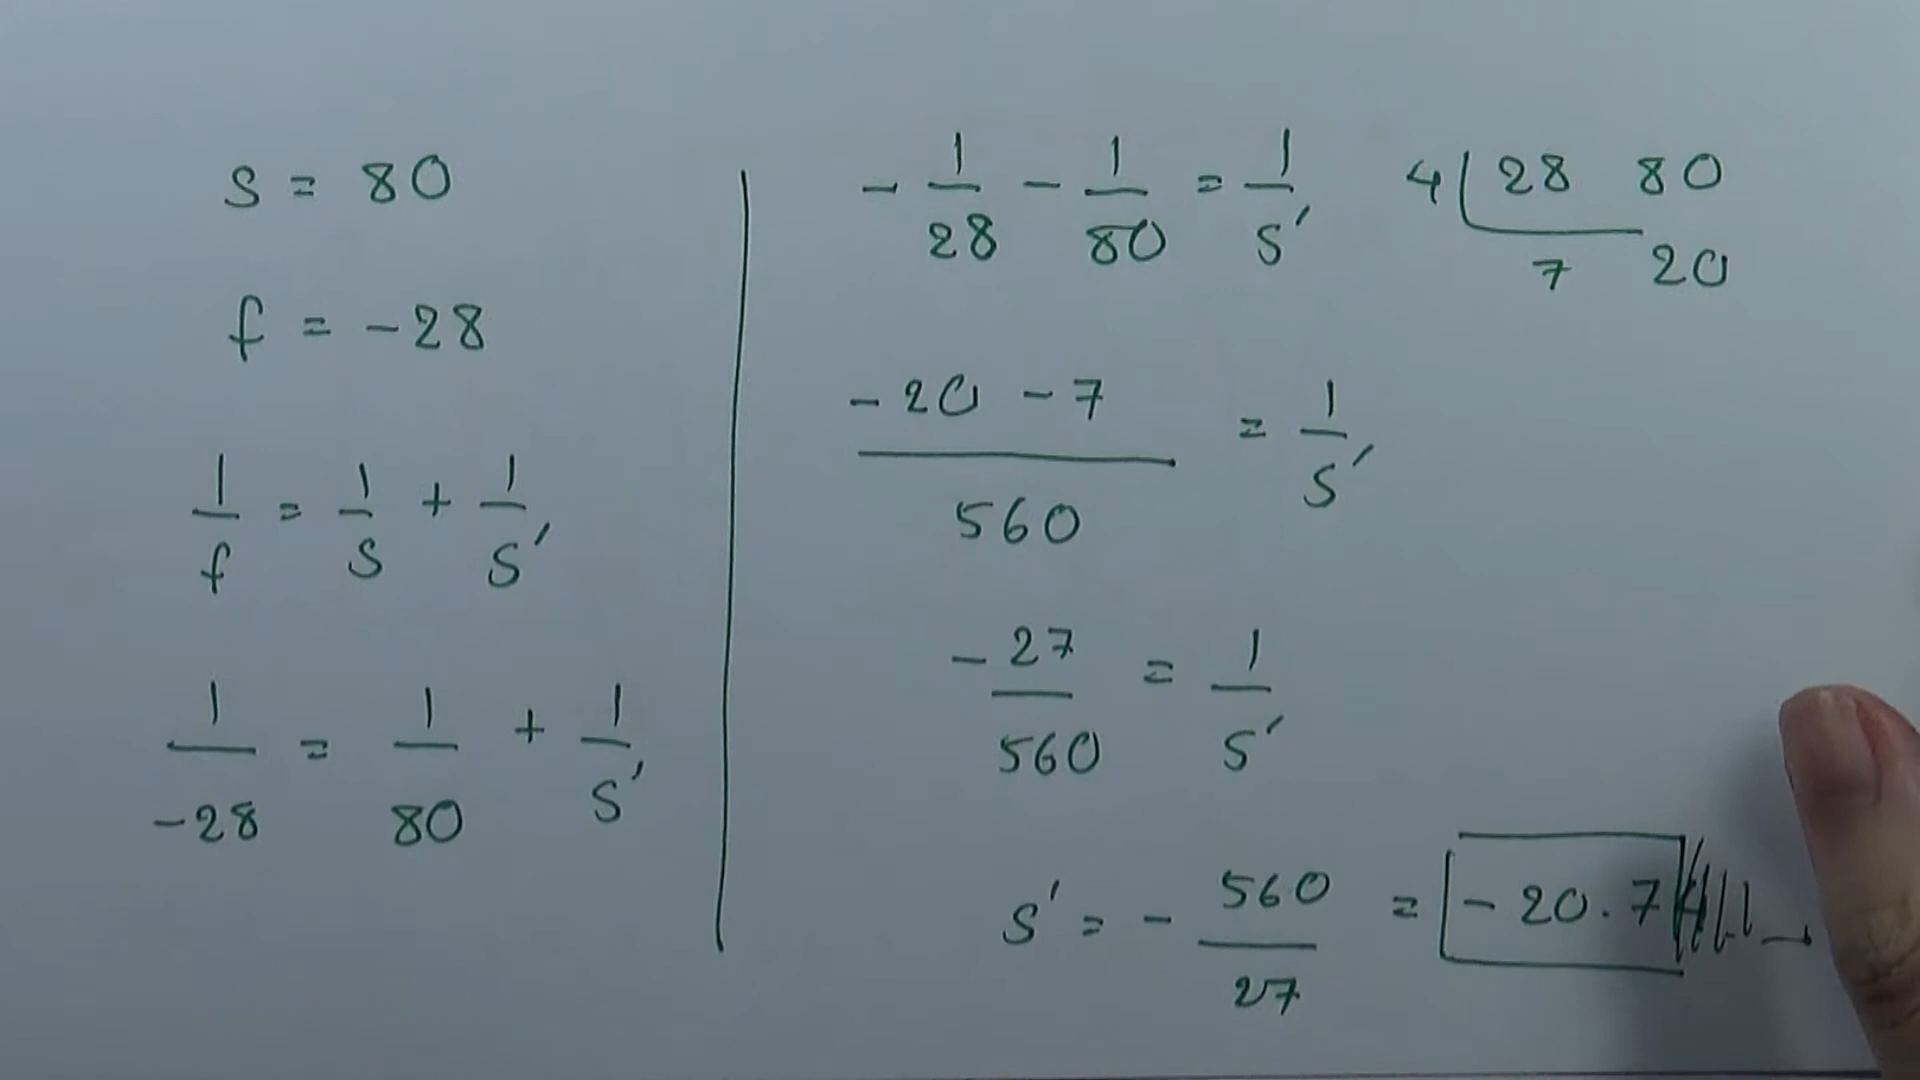 s = 80
f = -28
1/f = 1/s + 1/s'
1/-28 = 1/80 + 1/s'
- 1/28 - 1/80 = 1/s'
4 | 28 80
7 20
-20 - 7 / 560 = 1/s'
-27/560 = 1/s'
s' = - 560/27 = -20.7